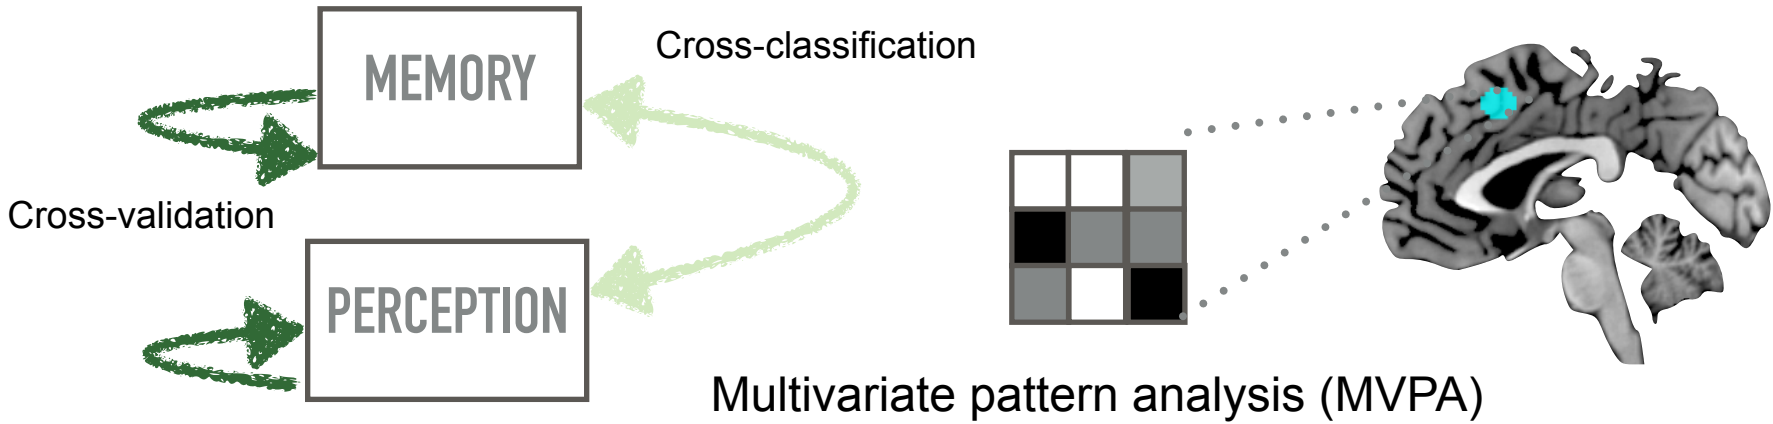 MEMORY
Cross-classification
Cross-validation
PERCEPTION
Multivariate pattern analysis (MVPA)